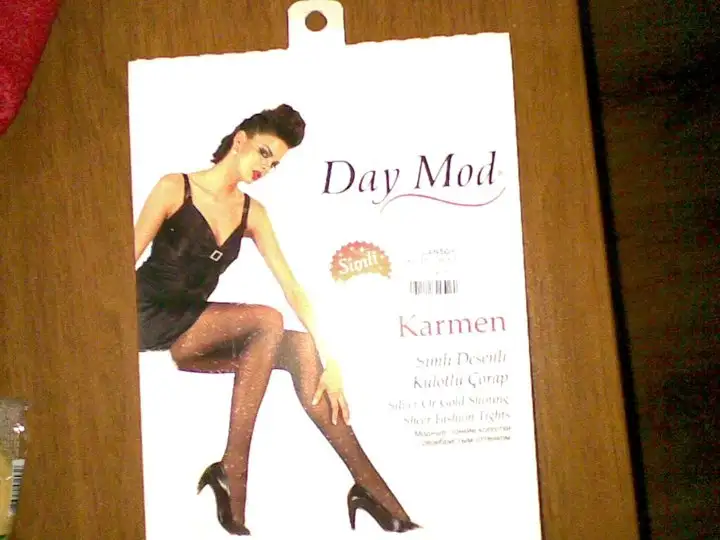 Day Mod
Simli
Karmen
Simli Desenli
Külotlu Çorap
Silver Or Gold Shining
Sheer Fashion Tights